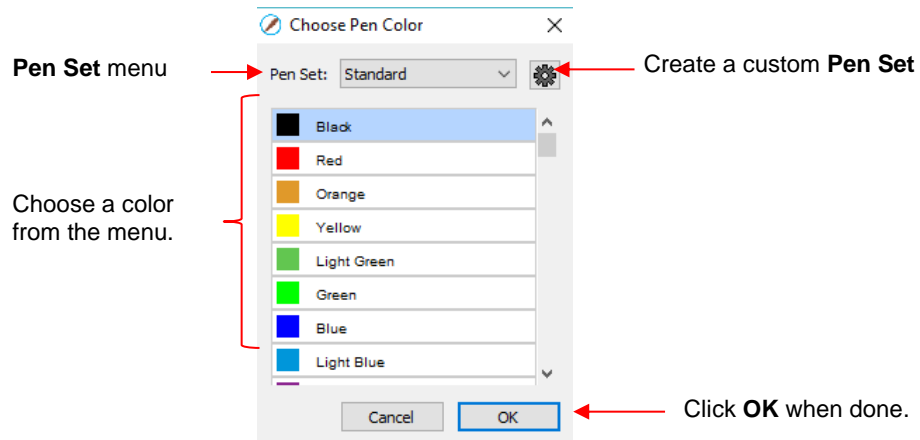 Choose Pen Color
Pen Set menu
Pen Set: Standard
Create a custom Pen Set
Black
Red
Orange
Choose a color
from the menu.
Yellow
Light Green
Green
Blue
Light Blue
Cancel OK
Click OK when done.